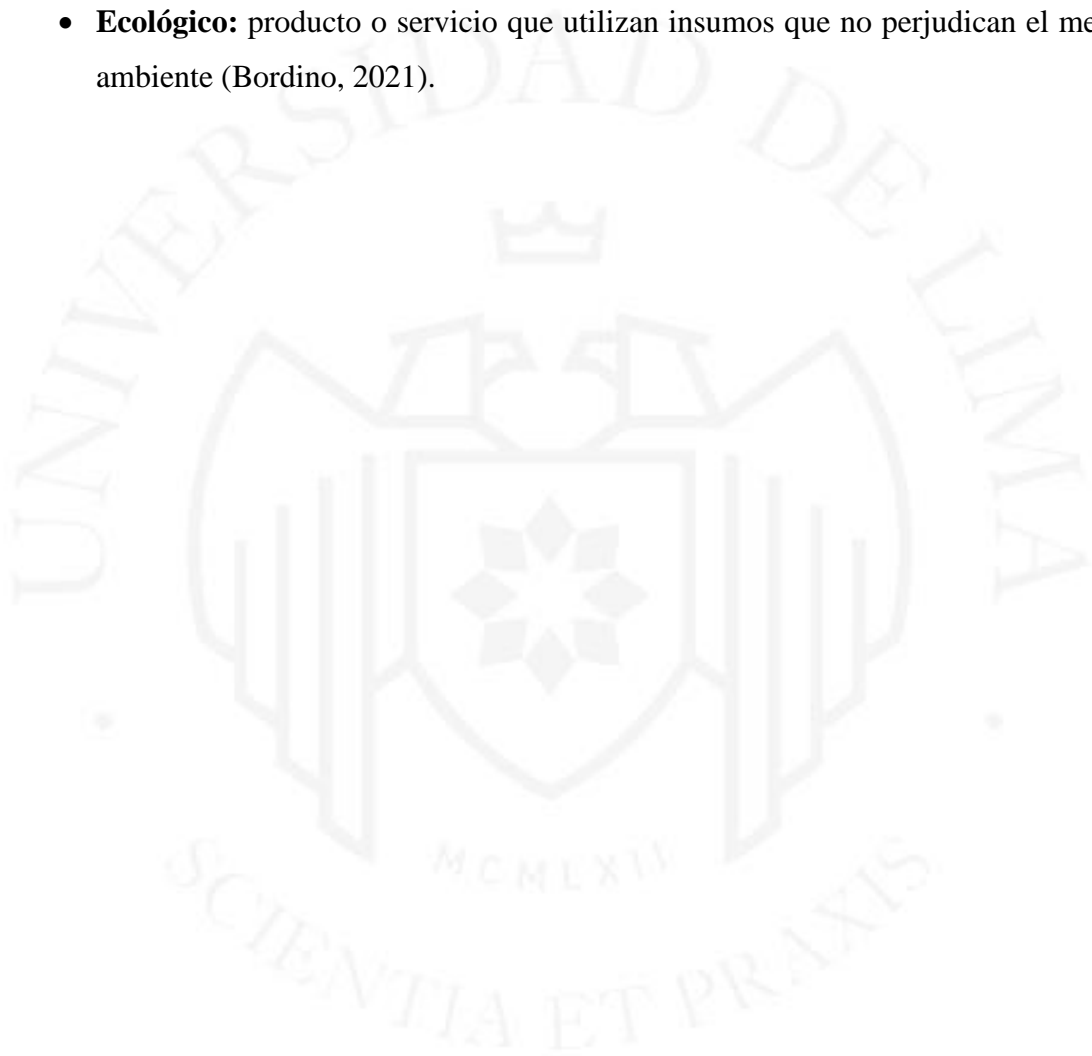 • Ecológico: producto o servicio que utilizan insumos que no perjudican el me
ambiente (Bordino, 2021).
UNIVERSIDAD DE LIMA
MCMLXII
SCIENTIA ET PRAXIS